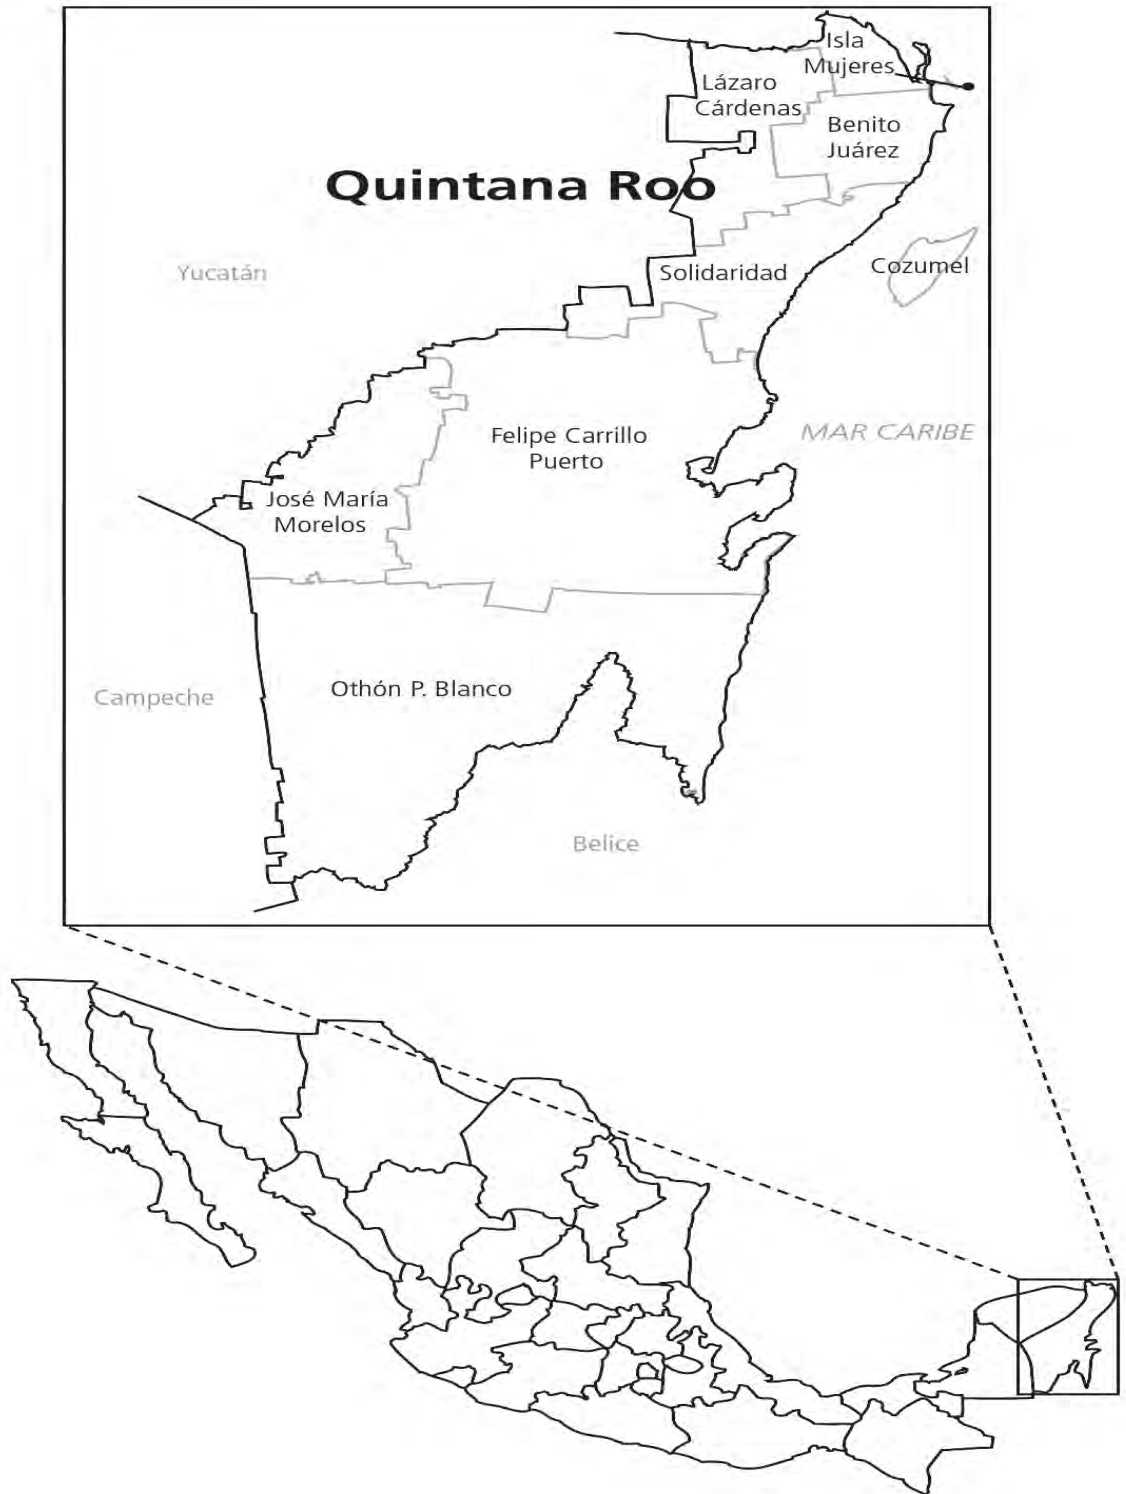 Isla
Mujeres
Lázaro
Cárdenas
Benito
Juárez
Quintana Roo
Yucatán
Solidaridad
Cozumel
MAR CARIBE
Felipe Carrillo
Puerto
José María
Morelos
Othón P. Blanco
Campeche
Belice